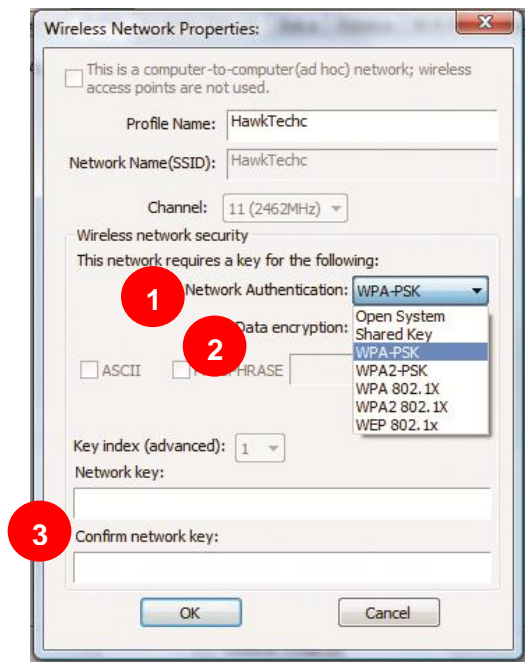 Wireless Network Properties:
This is a computer-to-computer(ad hoc) network; wireless
access points are not used.
Profile Name: HawkTechc
Network Name(SSID): HawkTechc
Channel: 11 (2462MHz)
Wireless network security
This network requires a key for the following:
1
Network Authentication: WPA-PSK
2
Data encryption:
Open System
Shared Key
WPA-PSK
WPA2-PSK
WPA 802.1X
WPA2 802.1X
WEP 802.1x
ASCII
HRASE
Key index (advanced): 1
Network key:
3
Confirm network key:
OK Cancel